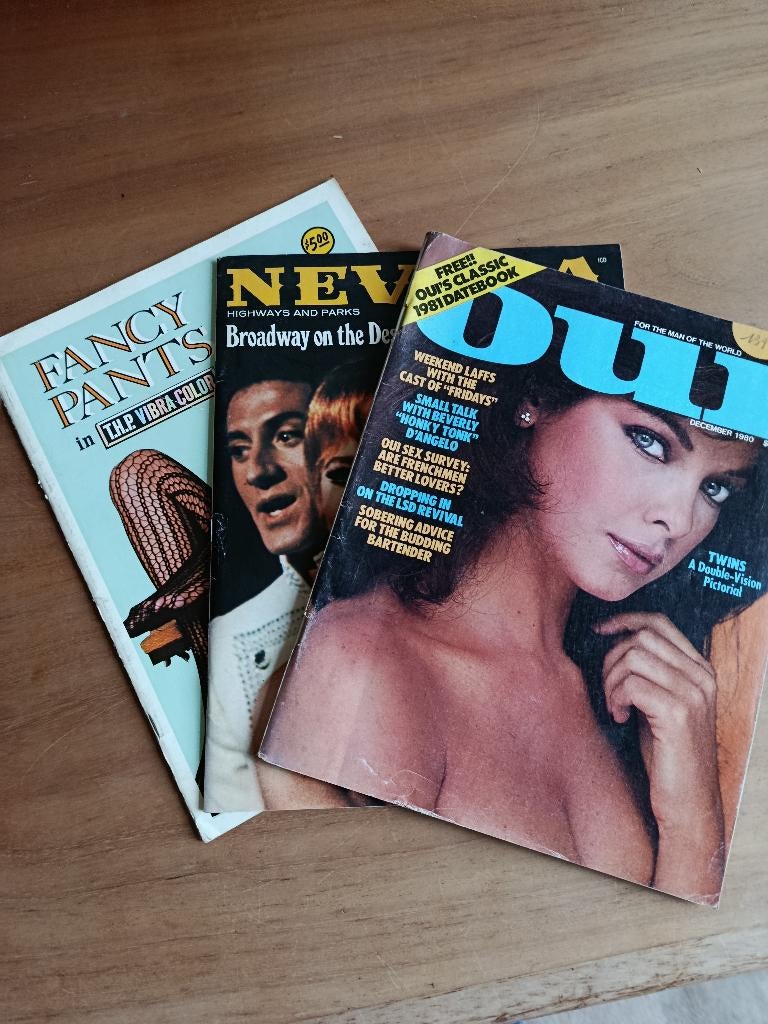 $5.00
FANCY
PANTS
in T.H.P. VIBRA COLOR
NEV A
HIGHWAYS AND PARKS
Broadway on the Des
FREE!!
OUI'S CLASSIC
1981 DATEBOOK
oui
FOR THE MAN OF THE WORLD
DECEMBER 1980
WEEKEND LAFFS
WITH THE
CAST OF "FRIDAYS"
SMALL TALK
WITH BEVERLY
"HONKY TONK"
D'ANGELO
OUI SEX SURVEY:
ARE FRENCHMEN
BETTER LOVERS?
DROPPING IN
ON THE LSD REVIVAL
SOBERING ADVICE
FOR THE BUDDING
BARTENDER
TWINS
A Double-Vision
Pictorial